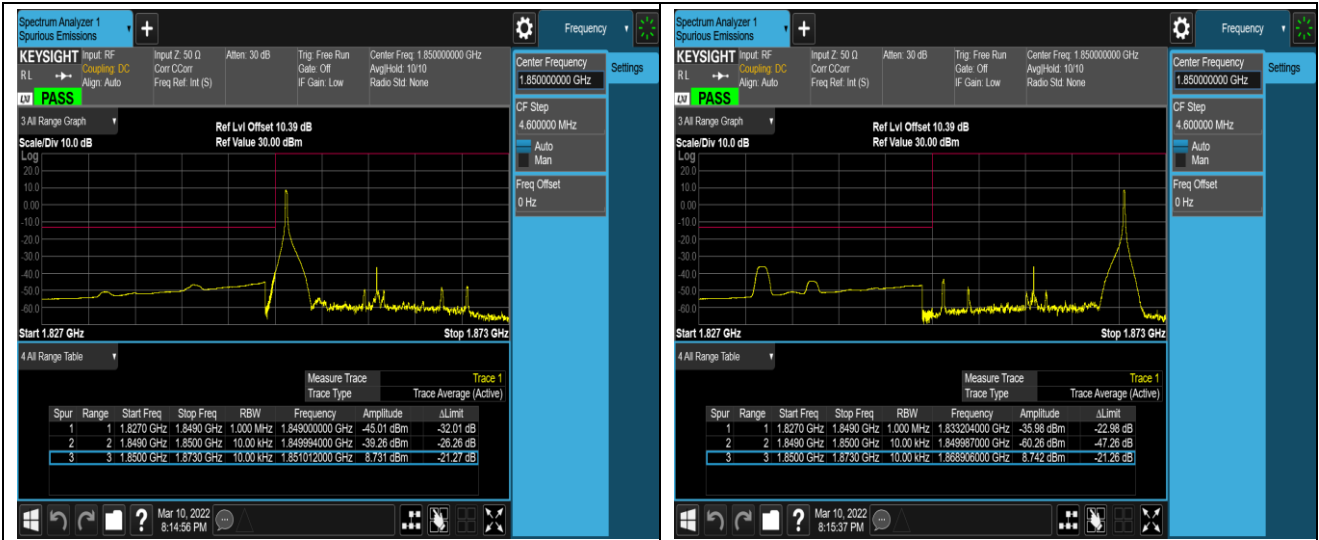 Spectrum Analyzer 1
Spurious Emissions
Frequency
KEYSIGHT Input: RF Input Z: 50 Ω Atten: 30 dB Trig: Free Run Center Freq: 1.850000000 GHz
Coupling: DC Corr CCorr Gate: Off Avg|Hold: 10/10
RL Align: Auto Freq Ref: Int (S) IF Gain: Low Radio Std: None
PASS
Center Frequency
1.850000000 GHz
Settings
CF Step
4.600000 MHz
Auto
Man
Freq Offset
0 Hz
3 All Range Graph
Ref Lvl Offset 10.39 dB
Scale/Div 10.0 dB Ref Value 30.00 dBm
Log
20.0
10.0
0.00
-10.0
-20.0
-30.0
-40.0
-50.0
-60.0
Start 1.827 GHz Stop 1.873 GHz
4 All Range Table
Measure Trace Trace 1
Trace Type Trace Average (Active)
Spur Range Start Freq Stop Freq RBW Frequency Amplitude ΔLimit
1 1 1.8270 GHz 1.8490 GHz 1.000 MHz 1.849000000 GHz -45.01 dBm -32.01 dB
2 2 1.8490 GHz 1.8500 GHz 10.00 kHz 1.849994000 GHz -39.26 dBm -26.26 dB
3 3 1.8500 GHz 1.8730 GHz 10.00 kHz 1.851012000 GHz 8.731 dBm -21.27 dB
Mar 10, 2022
8:14:56 PM
Spectrum Analyzer 1
Spurious Emissions
Frequency
KEYSIGHT Input: RF Input Z: 50 Ω Atten: 30 dB Trig: Free Run Center Freq: 1.850000000 GHz
Coupling: DC Corr CCorr Gate: Off Avg|Hold: 10/10
RL Align: Auto Freq Ref: Int (S) IF Gain: Low Radio Std: None
PASS
Center Frequency
1.850000000 GHz
Settings
CF Step
4.600000 MHz
Auto
Man
Freq Offset
0 Hz
3 All Range Graph
Ref Lvl Offset 10.39 dB
Scale/Div 10.0 dB Ref Value 30.00 dBm
Log
20.0
10.0
0.00
-10.0
-20.0
-30.0
-40.0
-50.0
-60.0
Start 1.827 GHz Stop 1.873 GHz
4 All Range Table
Measure Trace Trace 1
Trace Type Trace Average (Active)
Spur Range Start Freq Stop Freq RBW Frequency Amplitude ΔLimit
1 1 1.8270 GHz 1.8490 GHz 1.000 MHz 1.833204000 GHz -35.98 dBm -22.98 dB
2 2 1.8490 GHz 1.8500 GHz 10.00 kHz 1.849987000 GHz -60.26 dBm -47.26 dB
3 3 1.8500 GHz 1.8730 GHz 10.00 kHz 1.868906000 GHz 8.742 dBm -21.26 dB
Mar 10, 2022
8:15:37 PM